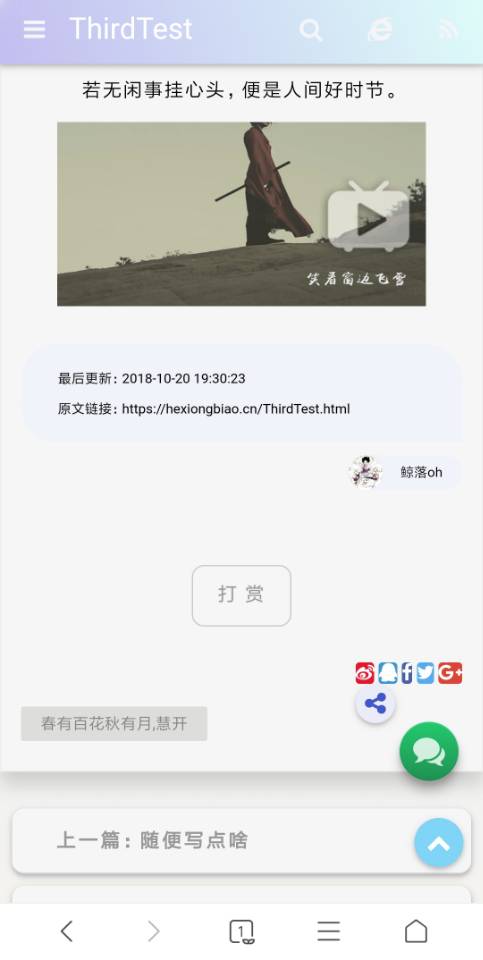 ThirdTest
若无闲事挂心头，便是人间好时节。
笑看窗边飞雪
最后更新：2018-10-20 19:30:23
原文链接：https://hexiongbiao.cn/ThirdTest.html
鲸落oh
打 赏
春有百花秋有月,慧开
上一篇: 随便写点啥
1